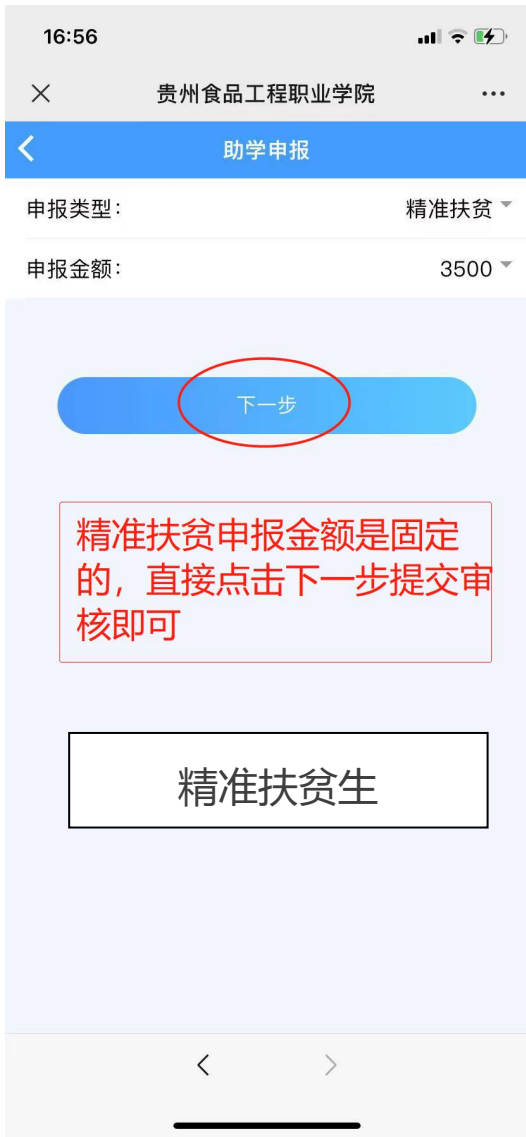 16:56
贵州食品工程职业学院
助学申报
申报类型: 精准扶贫
申报金额: 3500
下一步
精准扶贫申报金额是固定
的，直接点击下一步提交审
核即可
精准扶贫生